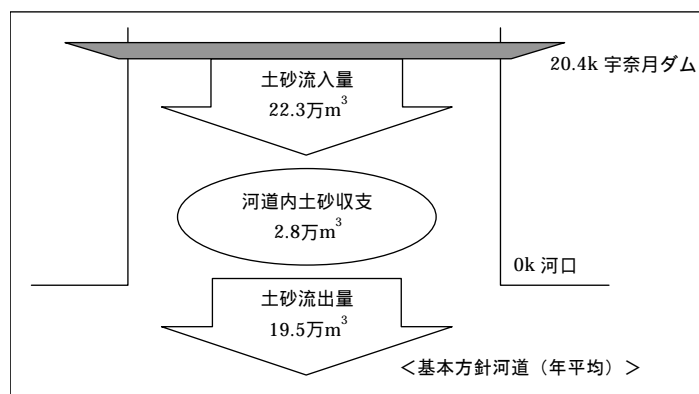 20.4k 宇奈月ダム
土砂流入量
22.3万m³
河道内土砂収支
2.8万m³
0k 河口
土砂流出量
19.5万m³
＜基本方針河道（年平均）＞